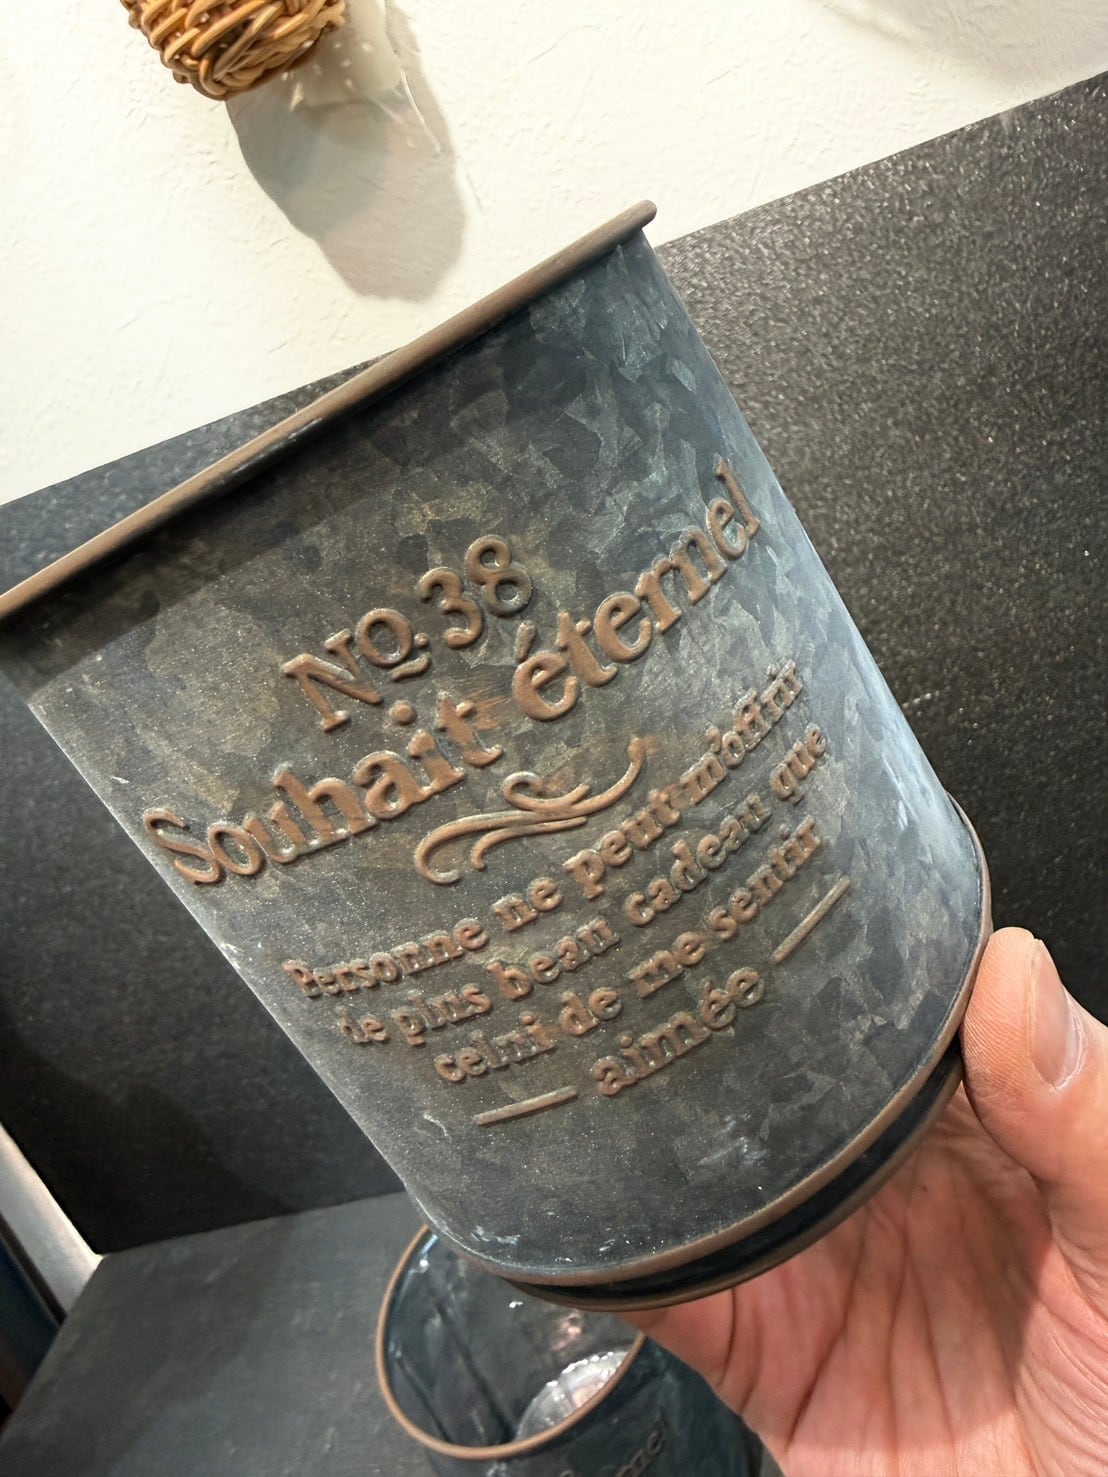 No.38
Souhait éternel
Personne ne peut m'offrir
de plus beau cadeau que
celui de me sentir
aimée